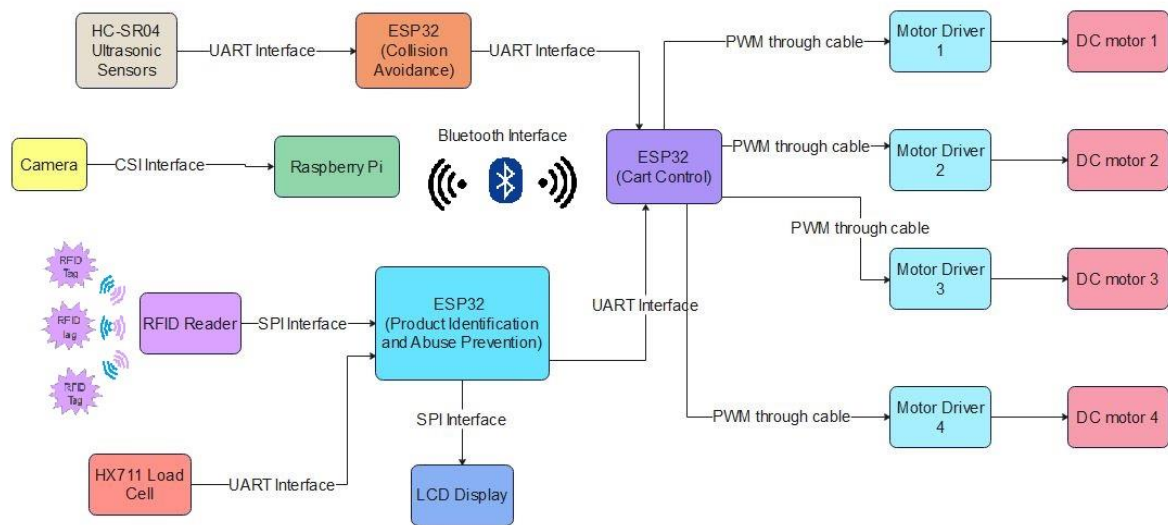 HC-SR04
Ultrasonic
Sensors
UART Interface
ESP32
(Collision
Avoidance)
UART Interface
PWM through cable
Motor Driver
1
DC motor 1
Camera
CSI Interface
Raspberry Pi
Bluetooth Interface
ESP32
(Cart Control)
PWM through cable
Motor Driver
2
DC motor 2
PWM through cable
Motor Driver
3
DC motor 3
RFID
Tag
RFID
Tag
RFID
Tag
RFID Reader
SPI Interface
ESP32
(Product Identification
and Abuse Prevention)
UART Interface
PWM through cable
Motor Driver
4
DC motor 4
SPI Interface
HX711 Load
Cell
UART Interface
LCD Display